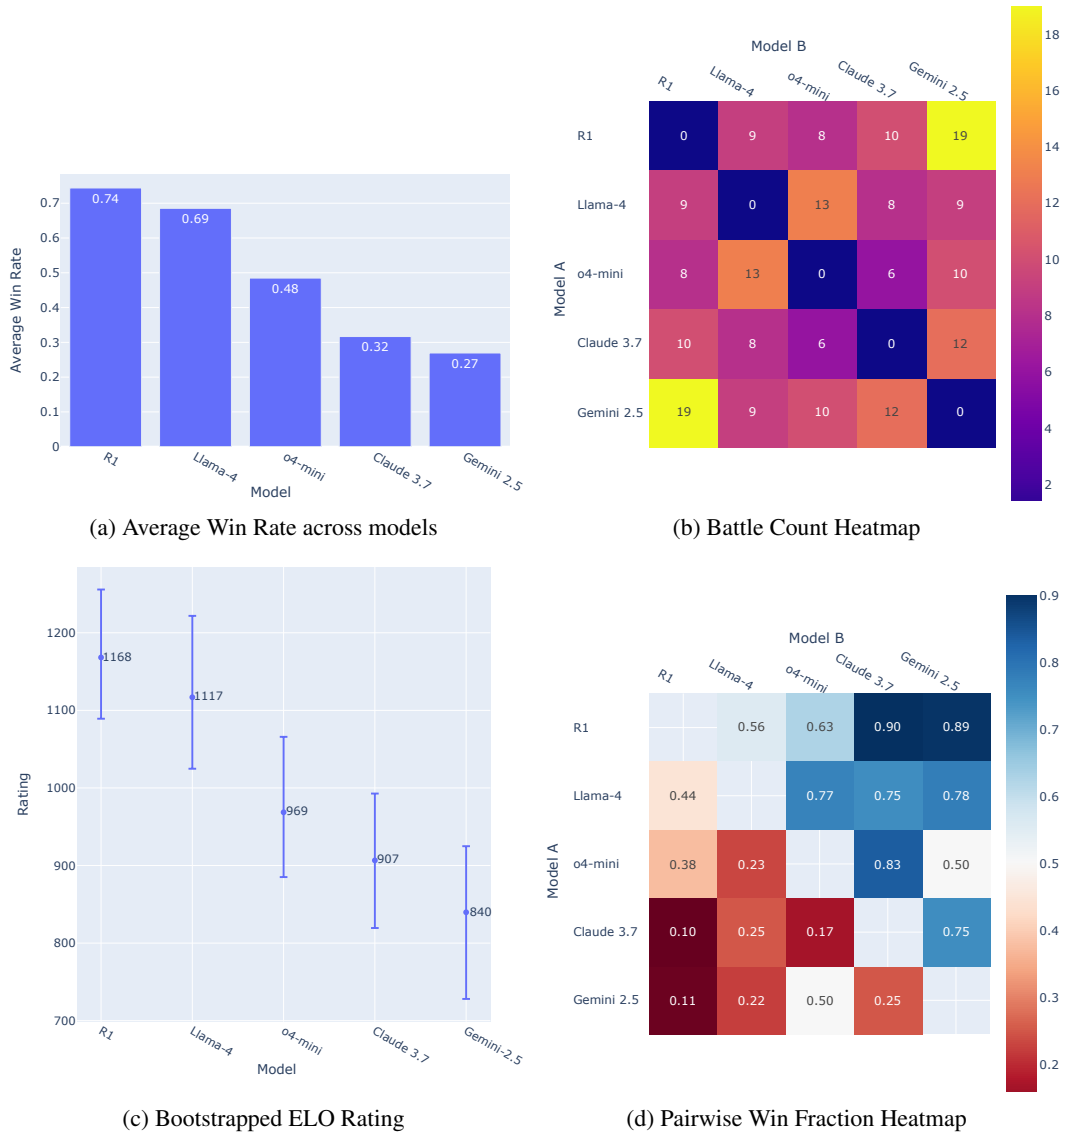 0.7
0.6
0.5
0.4
0.3
0.2
0.1
0
Average Win Rate
0.74
0.69
0.48
0.32
0.27
R1
Llama-4
o4-mini
Claude 3.7
Gemini 2.5
Model
(a) Average Win Rate across models
Model B
R1
Llama-4
o4-mini
Claude 3.7
Gemini 2.5
Model A
R1 0 9 8 10 19
Llama-4 9 0 13 8 9
o4-mini 8 13 0 6 10
Claude 3.7 10 8 6 0 12
Gemini 2.5 19 9 10 12 0
18
16
14
12
10
8
6
4
2
(b) Battle Count Heatmap
1200
1100
1000
900
800
700
Rating
1168
1117
969
907
840
R1
Llama-4
o4-mini
Claude 3.7
Gemini-2.5
Model
(c) Bootstrapped ELO Rating
Model B
R1
Llama-4
o4-mini
Claude 3.7
Gemini 2.5
Model A
R1 0.56 0.63 0.90 0.89
Llama-4 0.44 0.77 0.75 0.78
o4-mini 0.38 0.23 0.83 0.50
Claude 3.7 0.10 0.25 0.17 0.75
Gemini 2.5 0.11 0.22 0.50 0.25
0.9
0.8
0.7
0.6
0.5
0.4
0.3
0.2
(d) Pairwise Win Fraction Heatmap